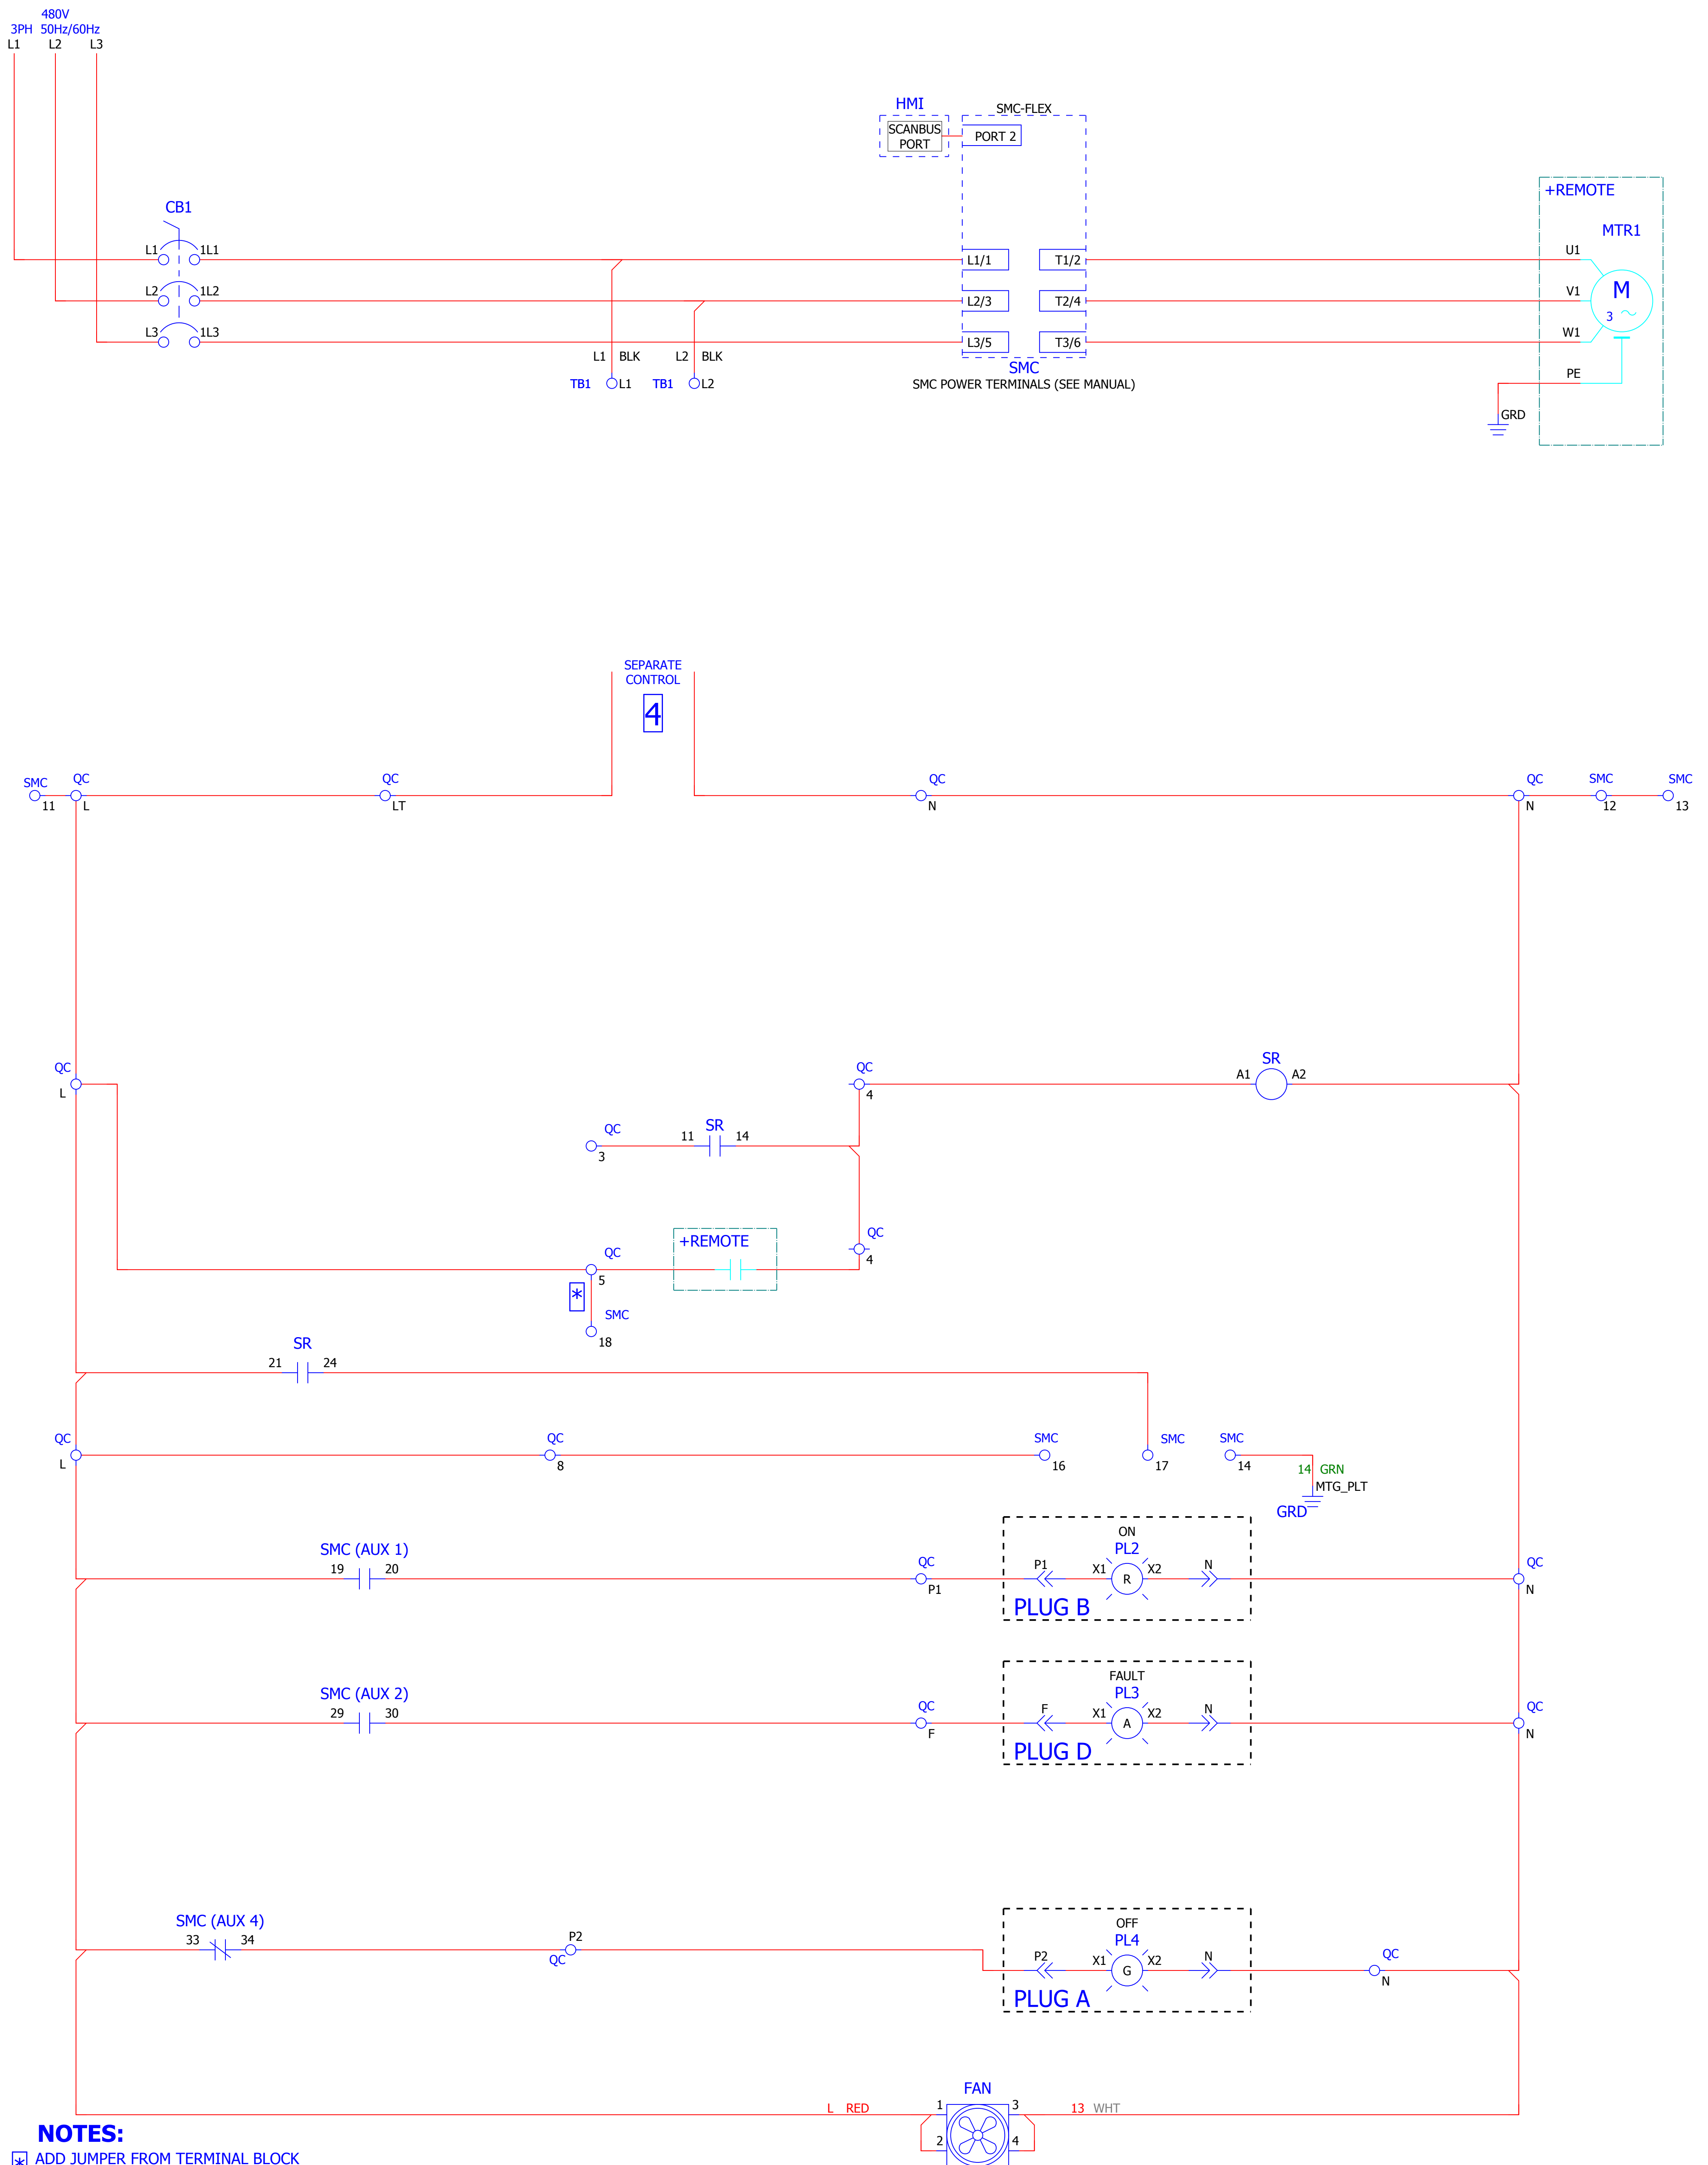 480V
3PH 50Hz/60Hz
L1 L2 L3
HMI
SCANBUS
PORT
SMC-FLEX
PORT 2
+REMOTE
MTR1
CB1
L1 1L1
L2 1L2
L3 1L3
L1/1 T1/2
L2/3 T2/4
L3/5 T3/6
U1
V1
W1
PE
M
3
GRD
L1 BLK L2 BLK
TB1 L1 TB1 L2
SMC
SMC POWER TERMINALS (SEE MANUAL)
SEPARATE
CONTROL
4
SMC QC QC QC QC SMC SMC
11 L LT N N 12 13
QC QC SR
L 4 A1 A2
QC SR
3 11 14
QC
4
+REMOTE
QC
5
*
SMC
18
SR
21 24
QC QC SMC SMC SMC
L 8 16 17 14
14 GRN
MTG_PLT
GRD
SMC (AUX 1)
19 20
QC
P1
ON
PL2
P1 X1 R X2 N
PLUG B
QC
N
SMC (AUX 2)
29 30
QC
F
FAULT
PL3
F X1 A X2 N
PLUG D
QC
N
SMC (AUX 4)
33 34
P2
QC
OFF
PL4
P2 X1 G X2 N
PLUG A
QC
N
FAN
L RED 1 3 13 WHT
2 4
NOTES:
* ADD JUMPER FROM TERMINAL BLOCK